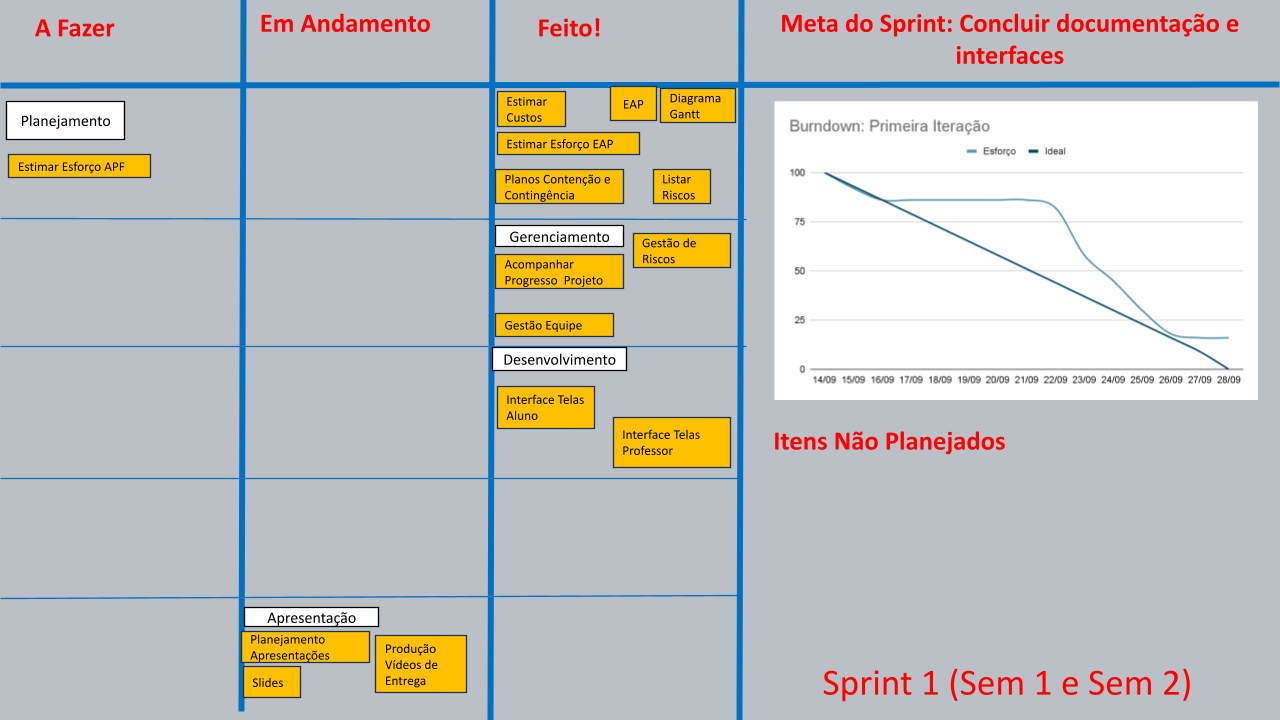 A Fazer
Em Andamento
Feito!
Meta do Sprint: Concluir documentação e
interfaces
Planejamento
Estimar Esforço APF
Estimar
Custos
EAP
Diagrama
Gantt
Estimar Esforço EAP
Planos Contenção e
Contingência
Listar
Riscos
Gerenciamento
Gestão de
Riscos
Acompanhar
Progresso Projeto
Gestão Equipe
Desenvolvimento
Interface Telas
Aluno
Interface Telas
Professor
Apresentação
Planejamento
Apresentações
Produção
Vídeos de
Entrega
Slides
Burndown: Primeira Iteração
Esforço Ideal
100
75
50
25
0
14/09 15/09 16/09 17/09 18/09 19/09 20/09 21/09 22/09 23/09 24/09 25/09 26/09 27/09 28/09
Itens Não Planejados
Sprint 1 (Sem 1 e Sem 2)